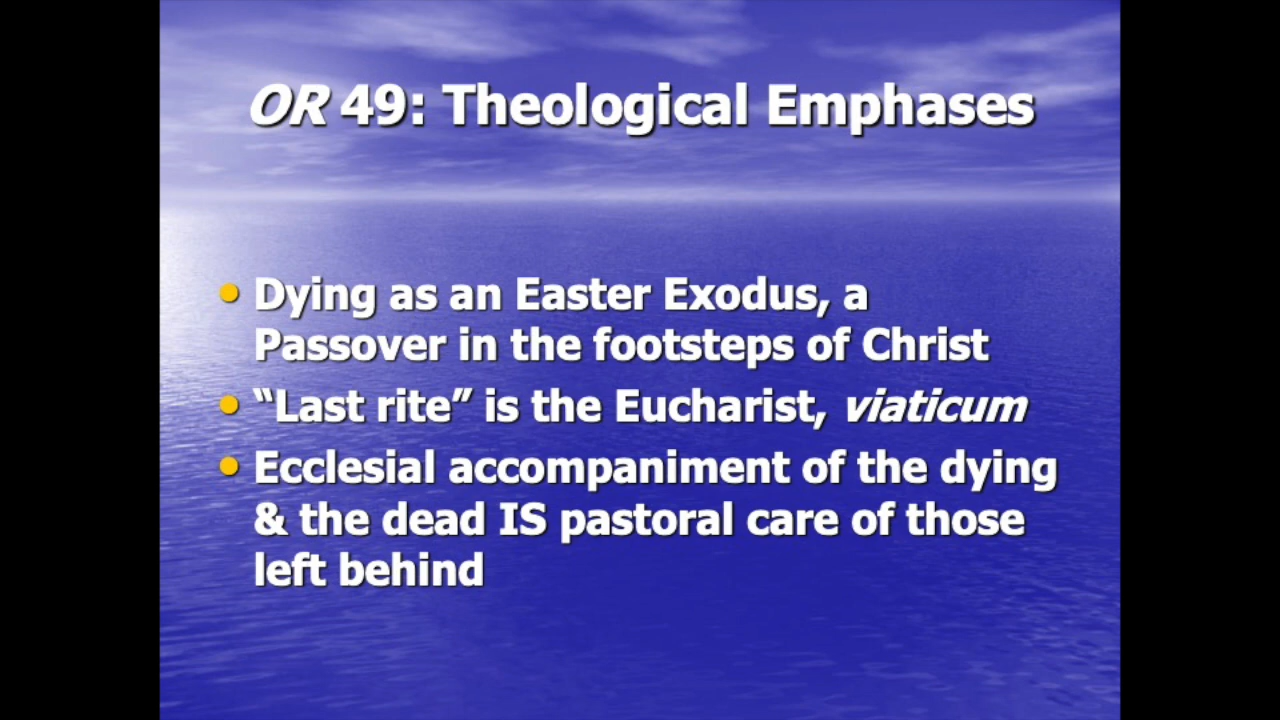 OR 49: Theological Emphases
• Dying as an Easter Exodus, a
Passover in the footsteps of Christ
• “Last rite” is the Eucharist, viaticum
• Ecclesial accompaniment of the dying
& the dead IS pastoral care of those
left behind